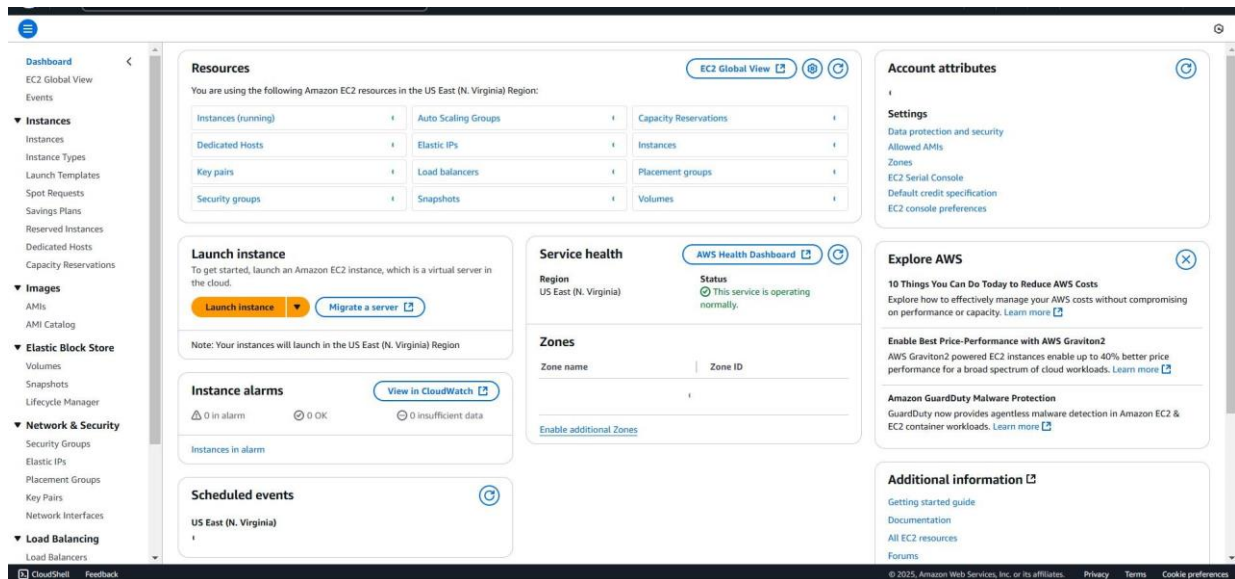 Dashboard
EC2 Global View
Events
Instances
Instances
Instance Types
Launch Templates
Spot Requests
Savings Plans
Reserved Instances
Dedicated Hosts
Capacity Reservations
Images
AMIs
AMI Catalog
Elastic Block Store
Volumes
Snapshots
Lifecycle Manager
Network & Security
Security Groups
Elastic IPs
Placement Groups
Key Pairs
Network Interfaces
Load Balancing
Load Balancers
Resources
EC2 Global View
You are using the following Amazon EC2 resources in the US East (N. Virginia) Region:
Instances (running)
Auto Scaling Groups
Capacity Reservations
Dedicated Hosts
Elastic IPs
Instances
Key pairs
Load balancers
Placement groups
Security groups
Snapshots
Volumes
Launch instance
To get started, launch an Amazon EC2 instance, which is a virtual server in
the cloud.
Launch instance
Migrate a server
Note: Your instances will launch in the US East (N. Virginia) Region
Instance alarms
View in CloudWatch
0 in alarm
0 OK
0 insufficient data
Instances in alarm
Scheduled events
US East (N. Virginia)
Service health
AWS Health Dashboard
Region
US East (N. Virginia)
Status
This service is operating
normally.
Zones
Zone name
Zone ID
Enable additional Zones
Account attributes
Settings
Data protection and security
Allowed AMIs
Zones
EC2 Serial Console
Default credit specification
EC2 console preferences
Explore AWS
10 Things You Can Do Today to Reduce AWS Costs
Explore how to effectively manage your AWS costs without compromising
on performance or capacity. Learn more
Enable Best Price-Performance with AWS Graviton2
AWS Graviton2 powered EC2 instances enable up to 40% better price
performance for a broad spectrum of cloud workloads. Learn more
Amazon GuardDuty Malware Protection
GuardDuty now provides agentless malware detection in Amazon EC2 &
EC2 container workloads. Learn more
Additional information
Getting started guide
Documentation
All EC2 resources
Forums
CloudShell Feedback
© 2025, Amazon Web Services, Inc. or its affiliates. Privacy Terms Cookie preferences